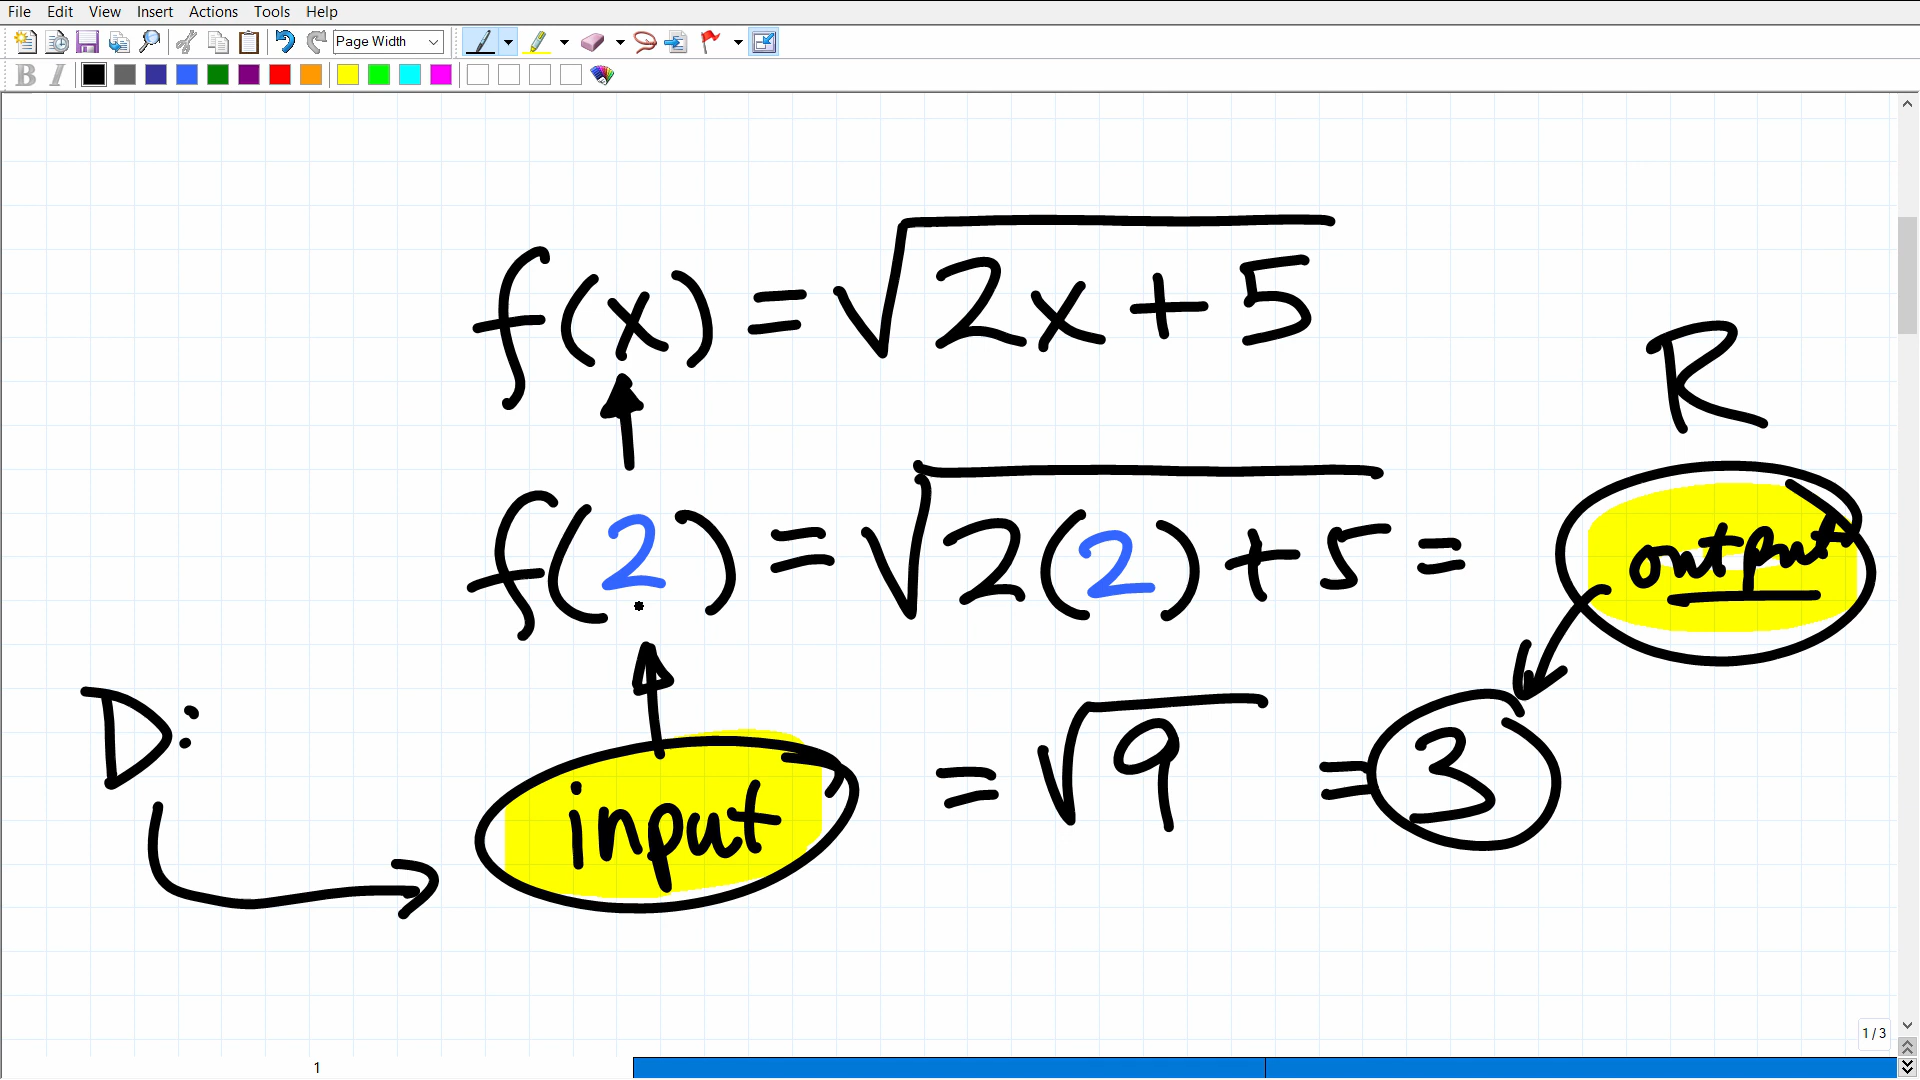 File Edit View Insert Actions Tools Help
Page Width
B I
f(x) = √2x + 5
R
f(2) = √2(2) + 5 = output
D:
input = √9 = 3
1 / 3
1